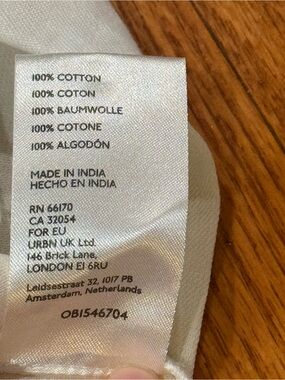 100% COTTON
100% COTON
100% BAUMWOLLE
100% COTONE
100% ALGODÓN
MADE IN INDIA
HECHO EN INDIA
RN 66170
CA 32054
FOR EU
URBN UK Ltd.
146 Brick Lane,
LONDON E1 6RU
Leidsestraat 32, 1017 PB
Amsterdam, Netherlands
OB1546704